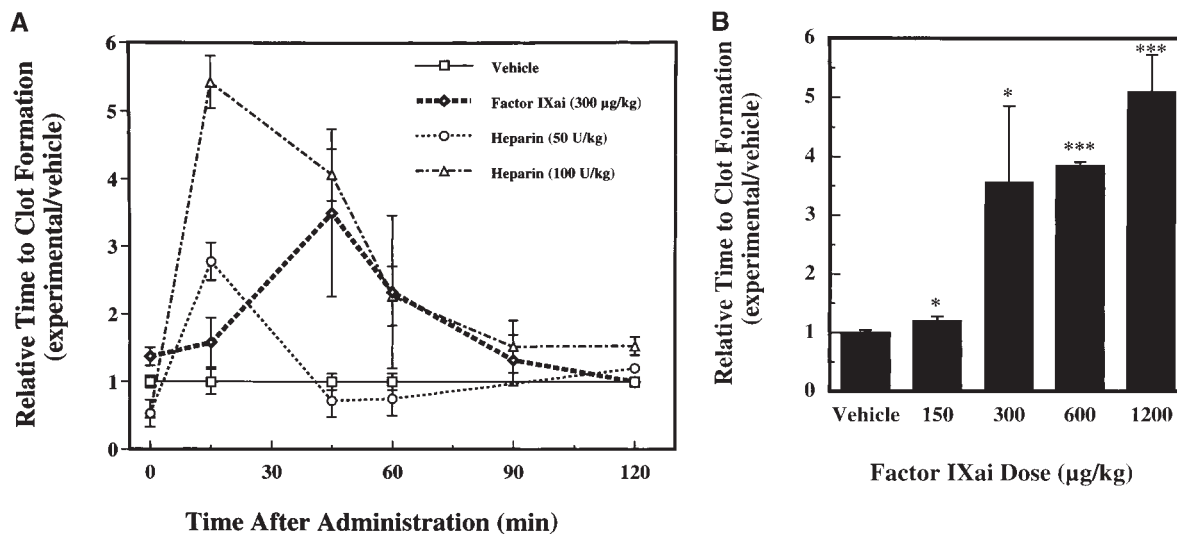 A
Relative Time to Clot Formation
(experimental/vehicle)
6
5
4
3
2
1
0
Vehicle
Factor IXai (300 µg/kg)
Heparin (50 U/kg)
Heparin (100 U/kg)
0 30 60 90 120
Time After Administration (min)
B
Relative Time to Clot Formation
(experimental/vehicle)
6
5
4
3
2
1
0
*
*
***
***
Vehicle 150 300 600 1200
Factor IXai Dose (µg/kg)